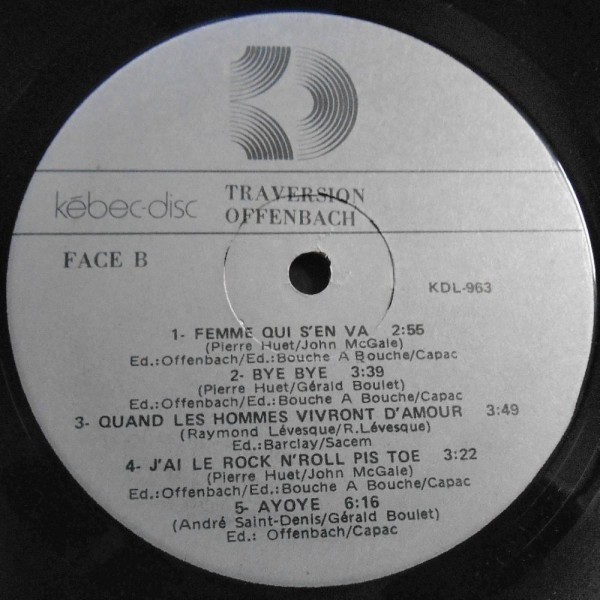 kébec-disc
TRAVERSION
OFFENBACH
FACE B
KDL-963
1- FEMME QUI S'EN VA 2:55
(Pierre Huet/John McGale)
Ed.:Offenbach/Ed.:Bouche A Bouche/Capac
2- BYE BYE 3:39
(Pierre Huet/Gérald Boulet)
Ed.:Offenbach/Ed.:Bouche A Bouche/Capac
3- QUAND LES HOMMES VIVRONT D'AMOUR 3:49
(Raymond Lévesque/R.Lévesque)
Ed.:Barclay/Sacem
4- J'AI LE ROCK N'ROLL PIS TOE 3:22
(Pierre Huet/John McGale)
Ed.:Offenbach/Ed.:Bouche A Bouche/Capac
5- AYOYE 6:16
(André Saint-Denis/Gérald Boulet)
Ed.: Offenbach/Capac